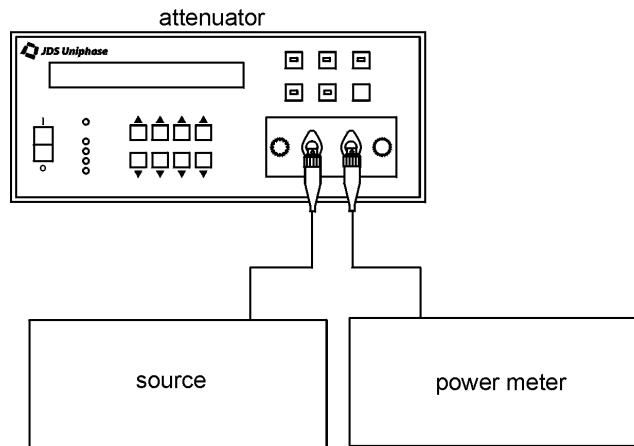 attenuator
JDS Uniphase
I
O
source
power meter